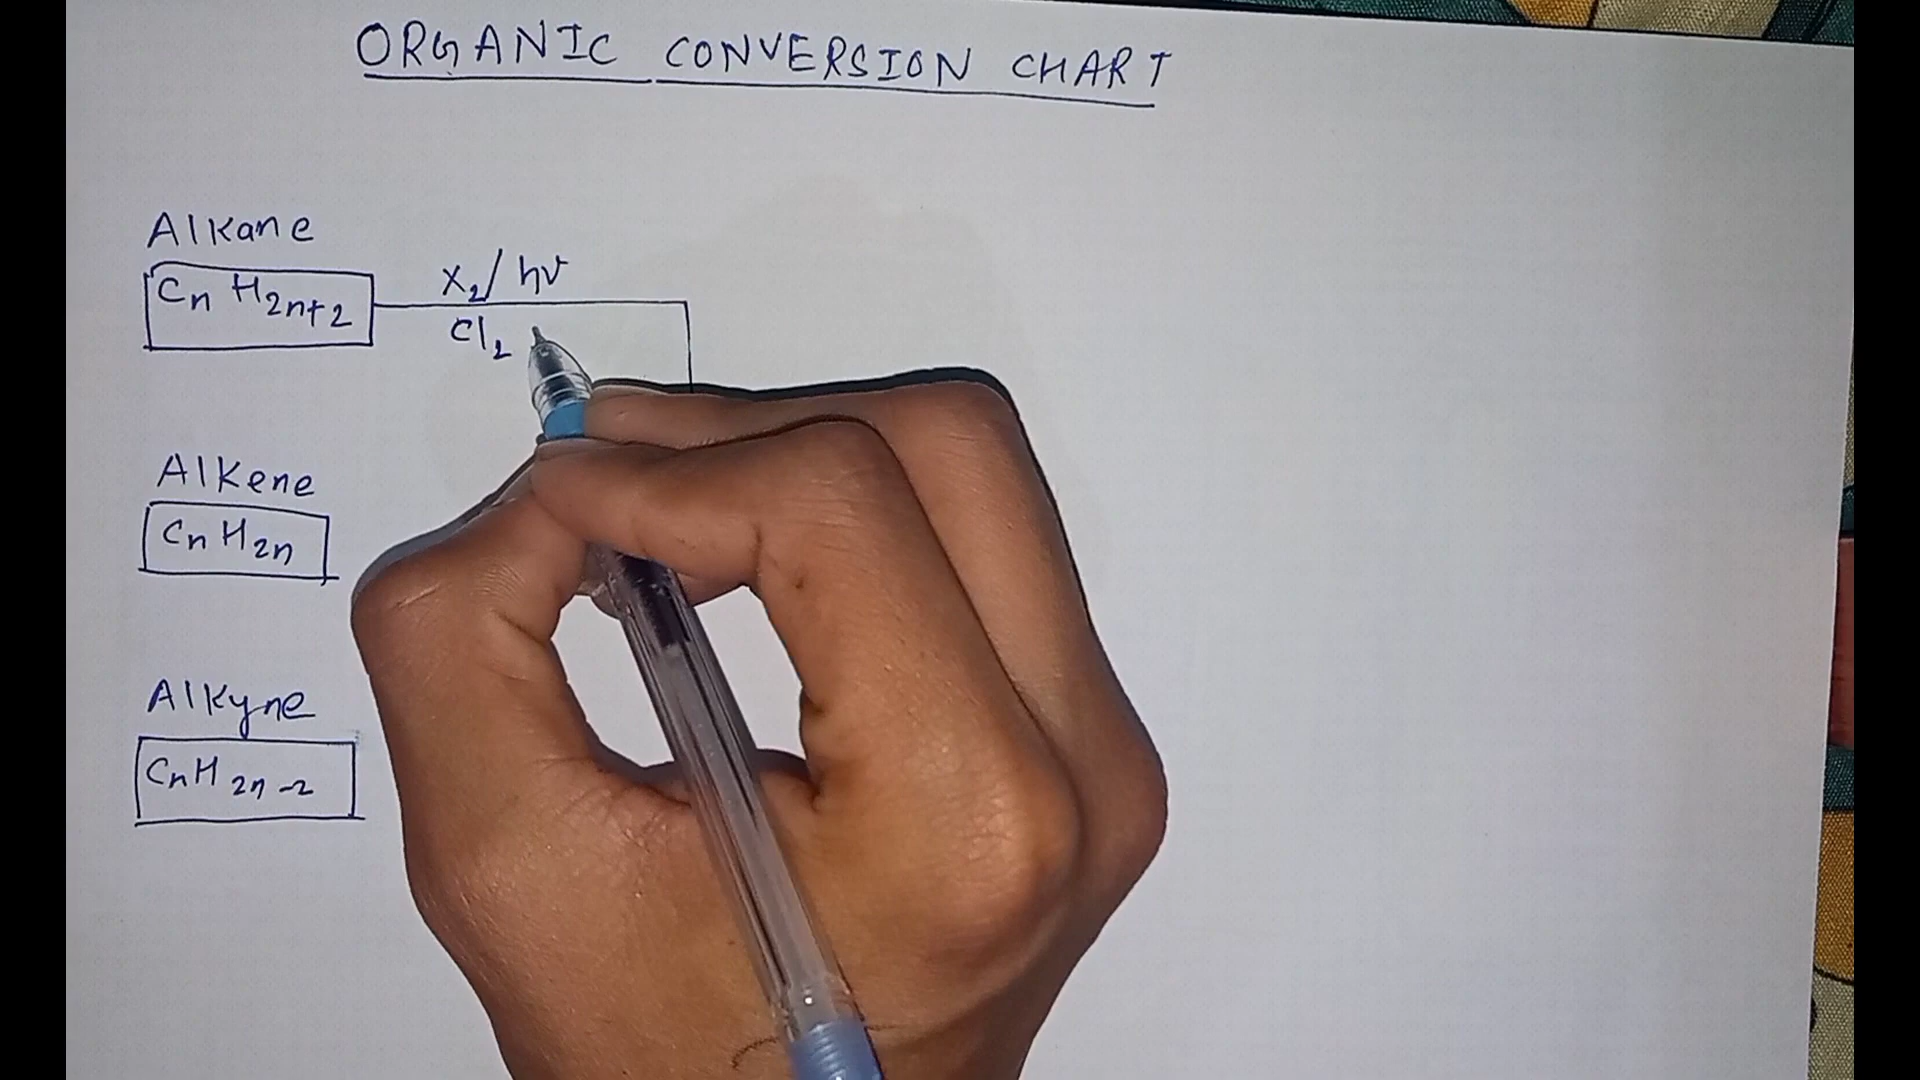 ORGANIC CONVERSION CHART
Alkane
CnH2n+2
X2/hν
Cl2
Alkene
CnH2n
Alkyne
CnH2n-2